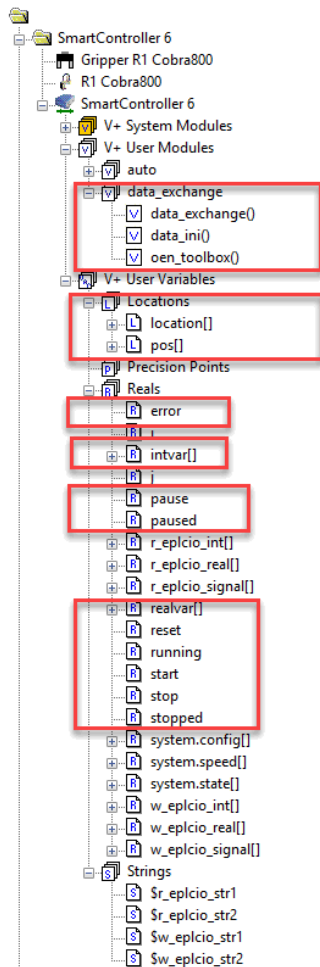 SmartController 6
Gripper R1 Cobra800
R1 Cobra800
SmartController 6
V+ System Modules
V+ User Modules
auto
data_exchange
data_exchange()
data_ini()
oen_toolbox()
V+ User Variables
Locations
location[]
pos[]
Precision Points
Reals
error
i
intvar[]
j
pause
paused
r_eplcio_int[]
r_eplcio_real[]
r_eplcio_signal[]
realvar[]
reset
running
start
stop
stopped
system.config[]
system.speed[]
system.state[]
w_eplcio_int[]
w_eplcio_real[]
w_eplcio_signal[]
Strings
$r_eplcio_str1
$r_eplcio_str2
$w_eplcio_str1
$w_eplcio_str2